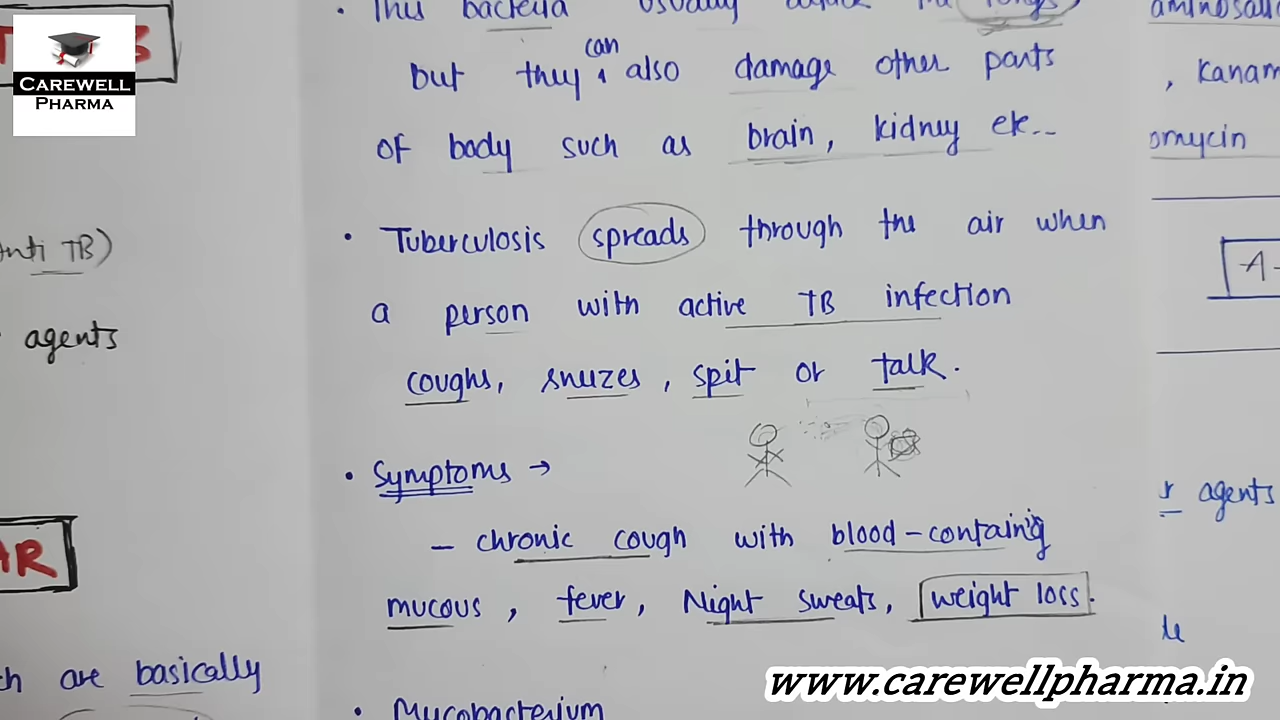 CAREWELL
PHARMA
This bacteria usually attack the lungs
can
but they also damage other parts
of body such as brain, kidney etc..
• Tuberculosis spreads through the air when
a person with active TB infection
coughs, snuzes, spit or talk.
• Symptoms →
– chronic cough with blood-containing
mucous, fever, Night sweats, weight loss.
• Mycobacterium
Anti TB)
agents
AR
ch are basically
, Kanam
omycin
A-
r agents
www.carewellpharma.in